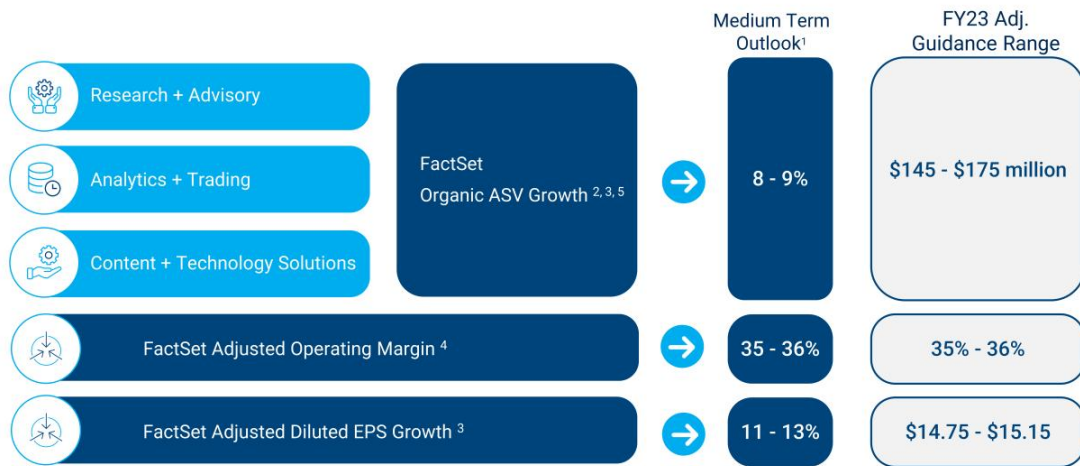 Medium Term
Outlook¹
FY23 Adj.
Guidance Range
Research + Advisory
Analytics + Trading
Content + Technology Solutions
FactSet
Organic ASV Growth ²˒ ³˒ ⁵
8 - 9%
$145 - $175 million
FactSet Adjusted Operating Margin ⁴
35 - 36%
35% - 36%
FactSet Adjusted Diluted EPS Growth ³
11 - 13%
$14.75 - $15.15